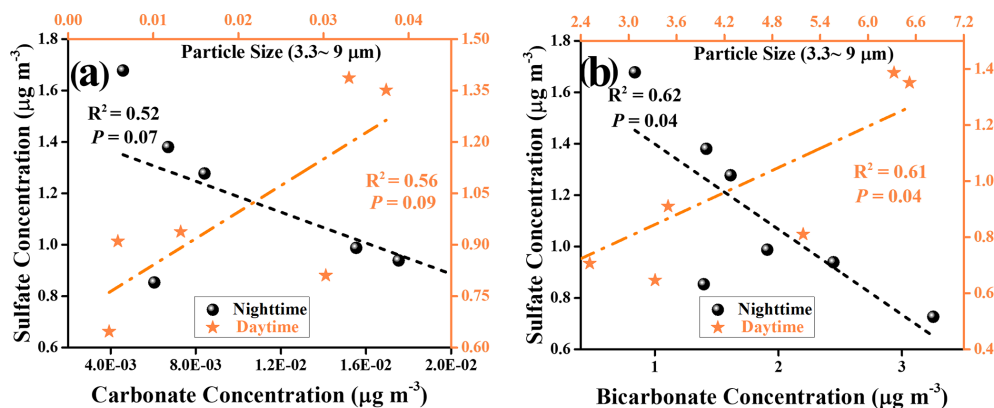 0.00 0.01 0.02 0.03 0.04
Particle Size (3.3~ 9 μm)
(a)
R² = 0.52
P = 0.07
R² = 0.56
P = 0.09
Nighttime
Daytime
1.8
1.6
1.4
1.2
1.0
0.8
0.6
Sulfate Concentration (μg m⁻³)
1.50
1.35
1.20
1.05
0.90
0.75
0.60
4.0E-03 8.0E-03 1.2E-02 1.6E-02 2.0E-02
Carbonate Concentration (μg m⁻³)
2.4 3.0 3.6 4.2 4.8 5.4 6.0 6.6 7.2
Particle Size (3.3~ 9 μm)
(b)
R² = 0.62
P = 0.04
R² = 0.61
P = 0.04
Nighttime
Daytime
1.8
1.6
1.4
1.2
1.0
0.8
0.6
Sulfate Concentration (μg m⁻³)
1.4
1.2
1.0
0.8
0.6
0.4
1 2 3
Bicarbonate Concentration (μg m⁻³)